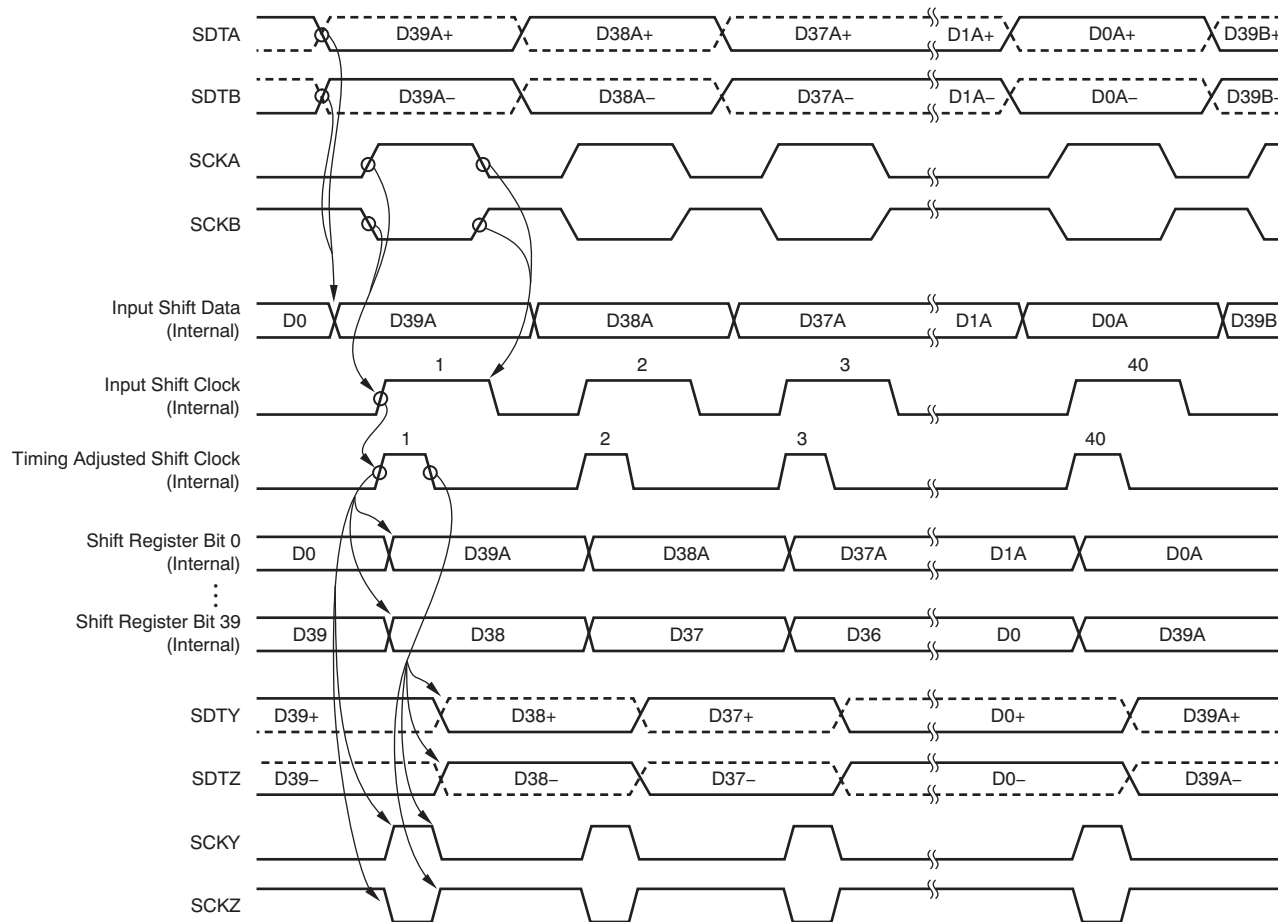 SDTA D39A+ D38A+ D37A+ D1A+ D0A+ D39B+
SDTB D39A− D38A− D37A− D1A− D0A− D39B−
SCKA
SCKB
Input Shift Data
(Internal) D0 D39A D38A D37A D1A D0A D39B
1 2 3 40
Input Shift Clock
(Internal)
1 2 3 40
Timing Adjusted Shift Clock
(Internal)
Shift Register Bit 0
(Internal) D0 D39A D38A D37A D1A D0A
Shift Register Bit 39
(Internal) D39 D38 D37 D36 D0 D39A
SDTY D39+ D38+ D37+ D0+ D39A+
SDTZ D39− D38− D37− D0− D39A−
SCKY
SCKZ